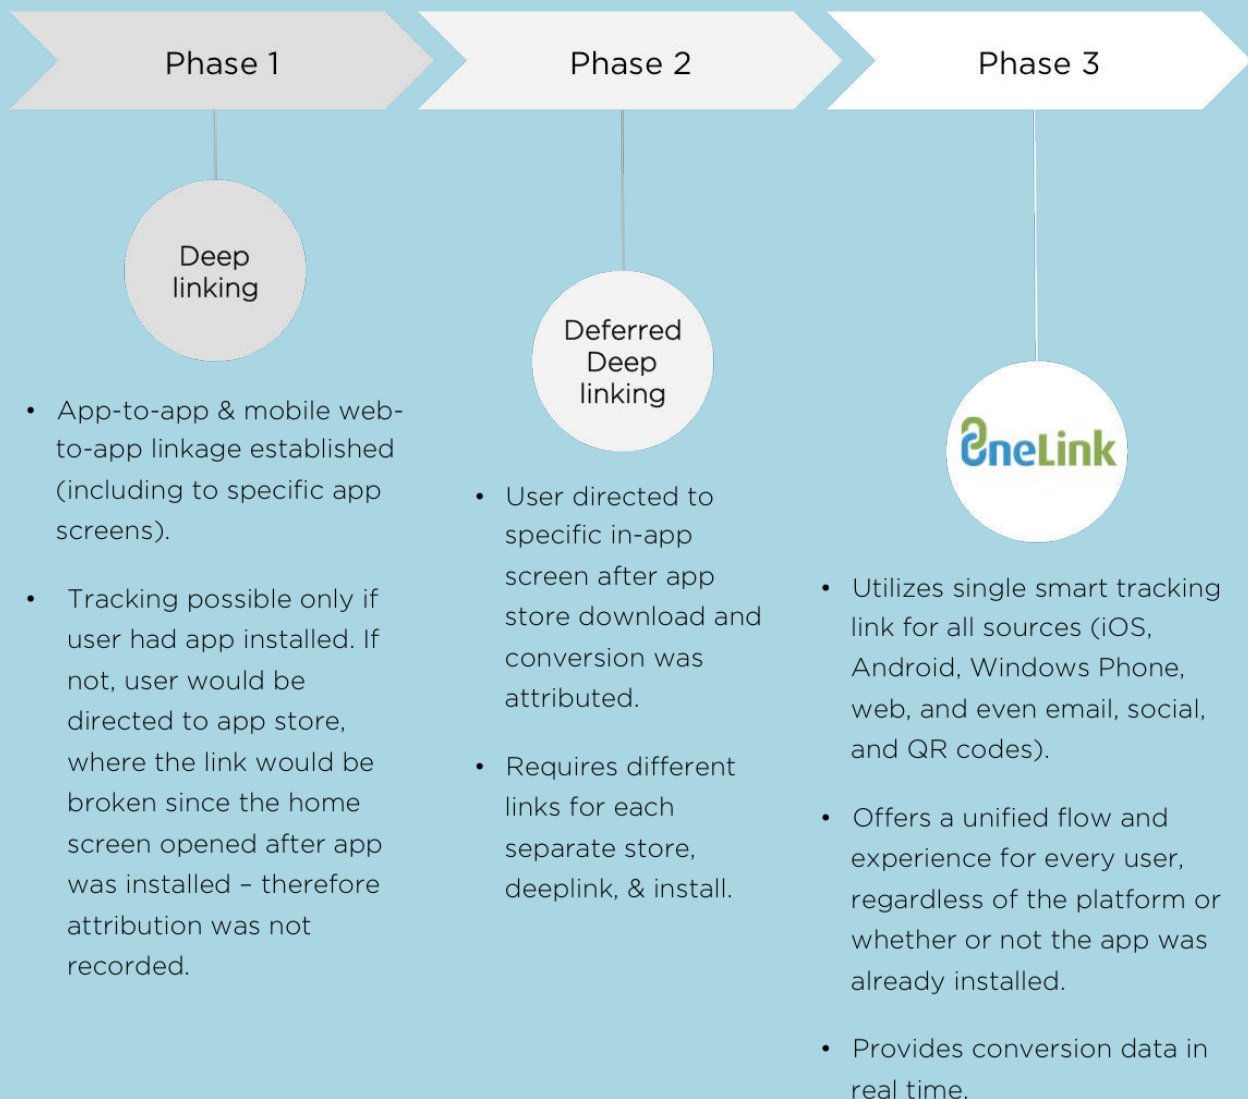 Phase 1
Phase 2
Phase 3
Deep
linking
• App-to-app & mobile web-
to-app linkage established
(including to specific app
screens).
• Tracking possible only if
user had app installed. If
not, user would be
directed to app store,
where the link would be
broken since the home
screen opened after app
was installed – therefore
attribution was not
recorded.
Deferred
Deep
linking
• User directed to
specific in-app
screen after app
store download and
conversion was
attributed.
• Requires different
links for each
separate store,
deeplink, & install.
OneLink
• Utilizes single smart tracking
link for all sources (iOS,
Android, Windows Phone,
web, and even email, social,
and QR codes).
• Offers a unified flow and
experience for every user,
regardless of the platform or
whether or not the app was
already installed.
• Provides conversion data in
real time.